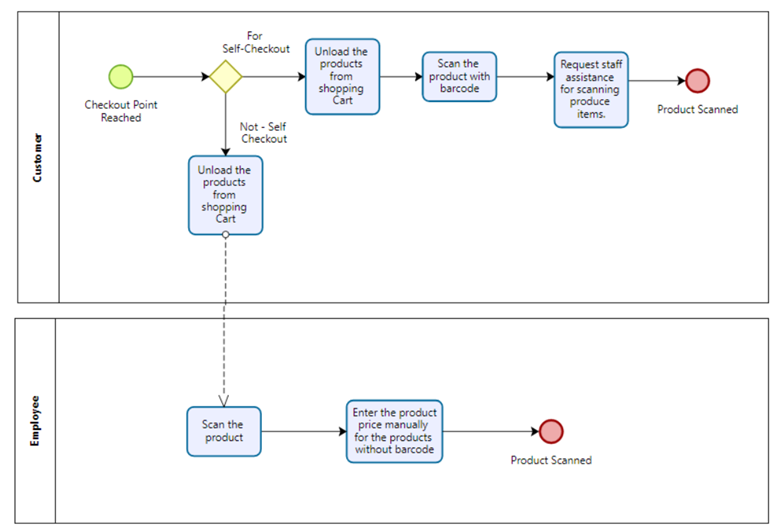 Customer
For
Self-Checkout
Checkout Point
Reached
Unload the
products
from
shopping
Cart
Scan the
product with
barcode
Request staff
assistance
for scanning
produce
items.
Product Scanned
Not - Self
Checkout
Unload the
products
from
shopping
Cart
Employee
Scan the
product
Enter the product
price manually
for the products
without barcode
Product Scanned